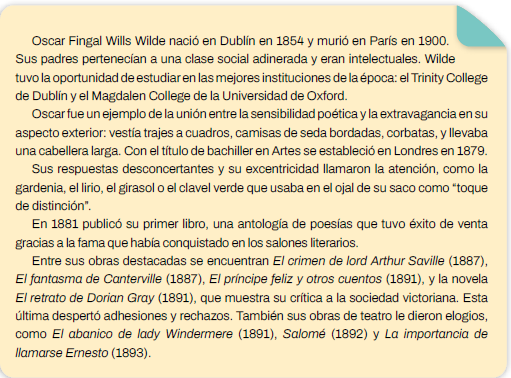 Oscar Fingal Wills Wilde nació en Dublín en 1854 y murió en París en 1900.
Sus padres pertenecían a una clase social adinerada y eran intelectuales. Wilde
tuvo la oportunidad de estudiar en las mejores instituciones de la época: el Trinity College
de Dublín y el Magdalen College de la Universidad de Oxford.
Oscar fue un ejemplo de la unión entre la sensibilidad poética y la extravagancia en su
aspecto exterior: vestía trajes a cuadros, camisas de seda bordadas, corbatas, y llevaba
una cabellera larga. Con el título de bachiller en Artes se estableció en Londres en 1879.
Sus respuestas desconcertantes y su excentricidad llamaron la atención, como la
gardenia, el lirio, el girasol o el clavel verde que usaba en el ojal de su saco como “toque
de distinción”.
En 1881 publicó su primer libro, una antología de poesías que tuvo éxito de venta
gracias a la fama que había conquistado en los salones literarios.
Entre sus obras destacadas se encuentran El crimen de lord Arthur Saville (1887),
El fantasma de Canterville (1887), El príncipe feliz y otros cuentos (1891), y la novela
El retrato de Dorian Gray (1891), que muestra su crítica a la sociedad victoriana. Esta
última despertó adhesiones y rechazos. También sus obras de teatro le dieron elogios,
como El abanico de lady Windermere (1891), Salomé (1892) y La importancia de
llamarse Ernesto (1893).